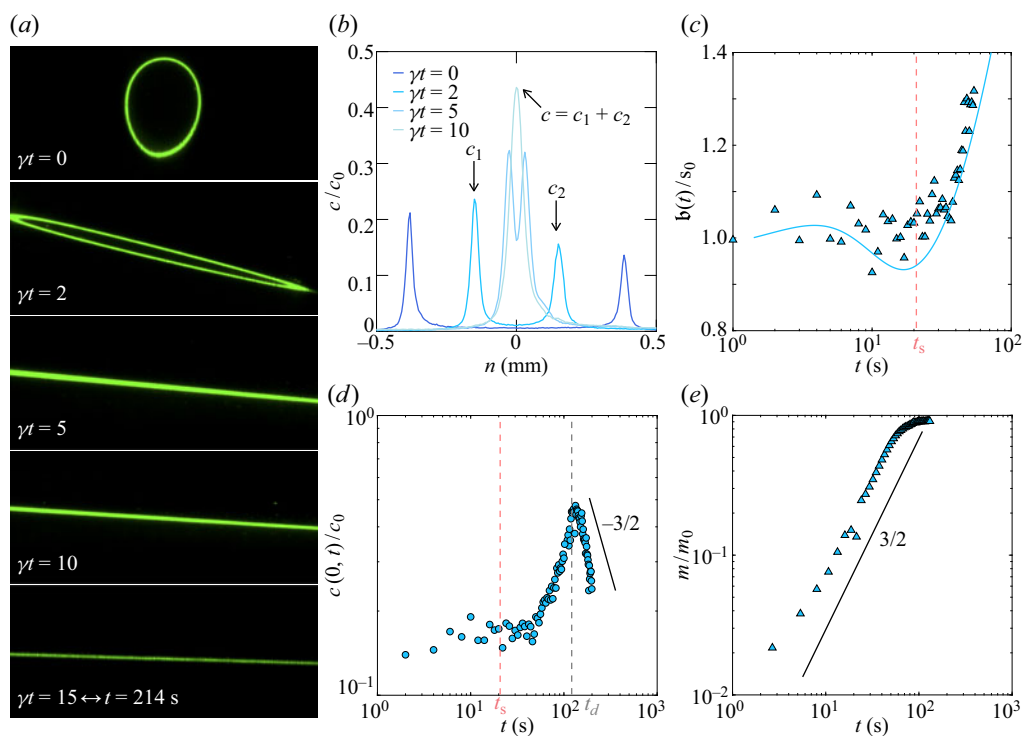 (a)
γt = 0
γt = 2
γt = 5
γt = 10
γt = 15 ↔ t = 214 s
(b)
c/c0
0.5
0.4
0.3
0.2
0.1
0
–0.5
0
0.5
n (mm)
γt = 0
γt = 2
γt = 5
γt = 10
c = c1 + c2
c1
c2
(c)
𝔟(t)/s0
1.4
1.2
1.0
0.8
10^0
10^1
10^2
ts
t (s)
(d)
c (0, t)/c0
10^0
10^–1
–3/2
10^0
10^1
10^2
10^3
ts
td
t (s)
(e)
m/m0
10^0
10^–1
10^–2
3/2
10^0
10^1
10^2
10^3
t (s)